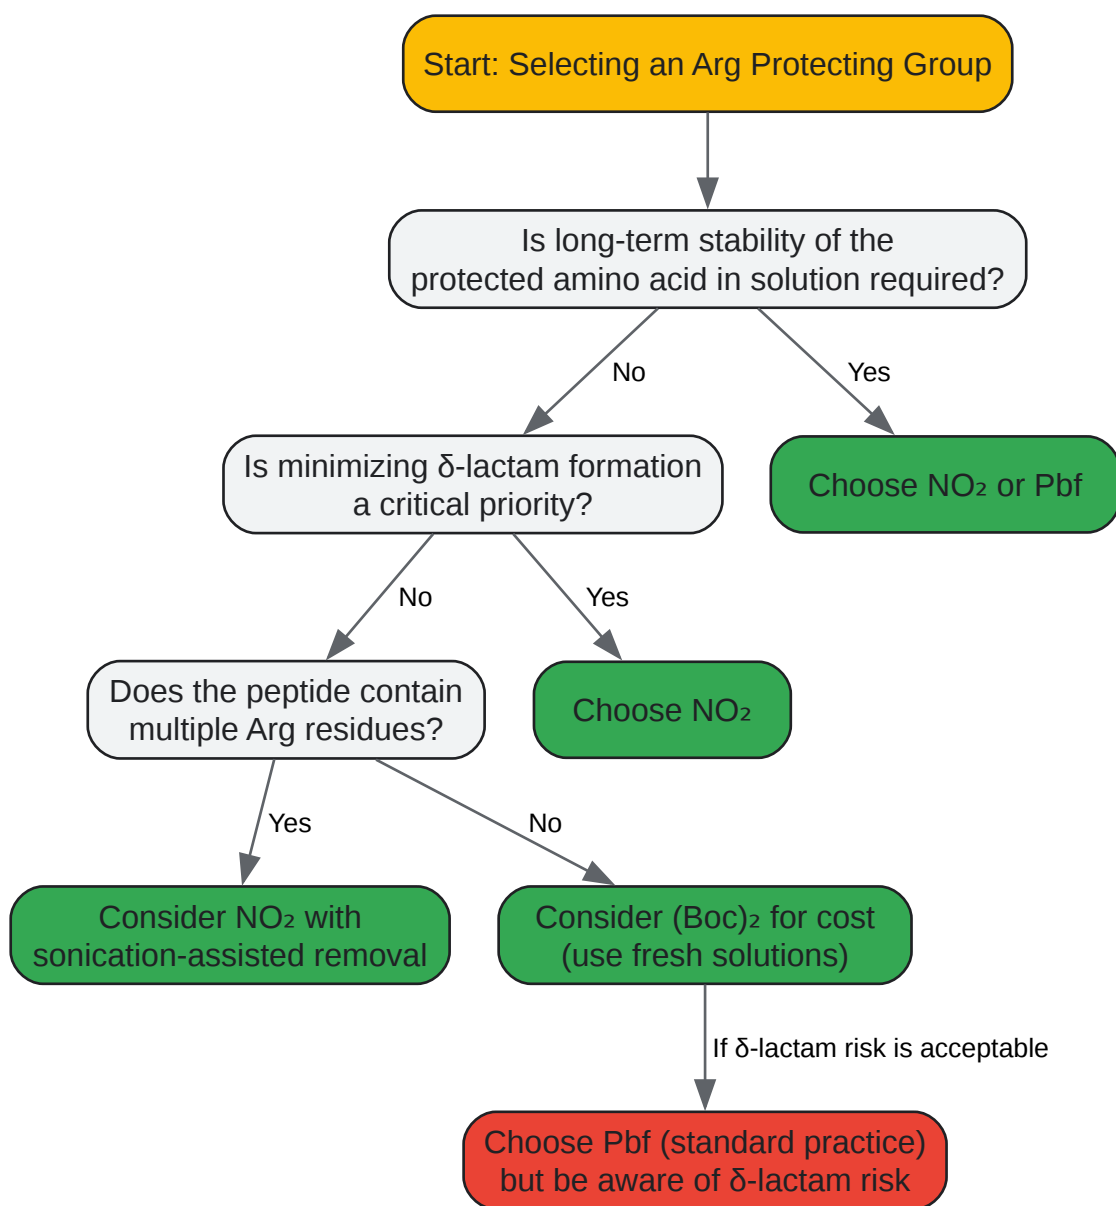 Start: Selecting an Arg Protecting Group
Is long-term stability of the
protected amino acid in solution required?
No
Yes
Is minimizing δ-lactam formation
a critical priority?
Choose NO₂ or Pbf
No
Yes
Does the peptide contain
multiple Arg residues?
Choose NO₂
Yes
No
Consider NO₂ with
sonication-assisted removal
Consider (Boc)₂ for cost
(use fresh solutions)
If δ-lactam risk is acceptable
Choose Pbf (standard practice)
but be aware of δ-lactam risk